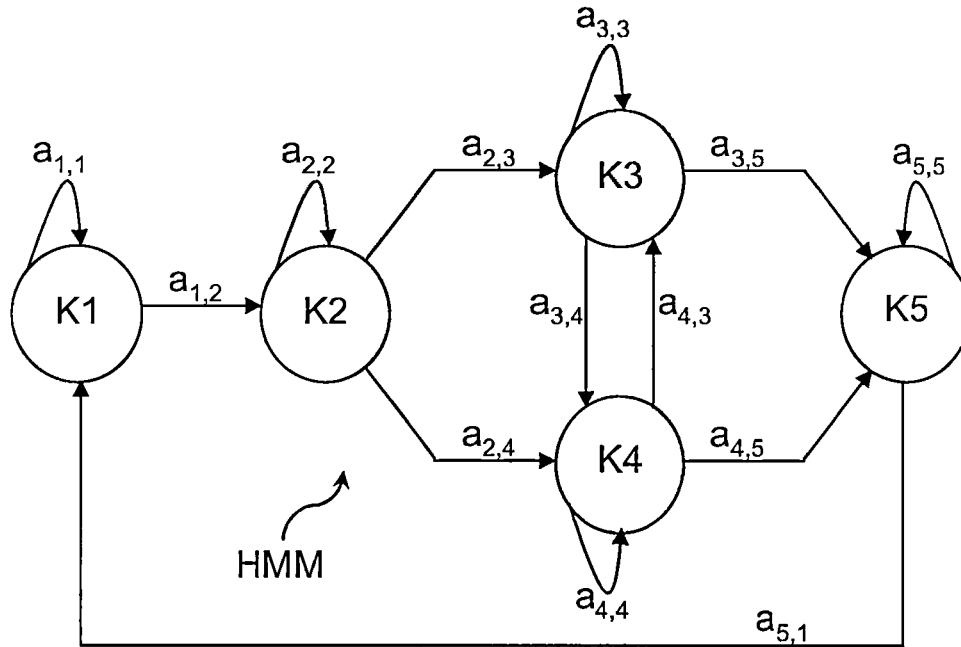 a3,3
a1,1
a2,2
a2,3
K3
a3,5
a5,5
K1
a1,2
K2
a3,4
a4,3
K5
a2,4
K4
a4,5
HMM
a4,4
a5,1